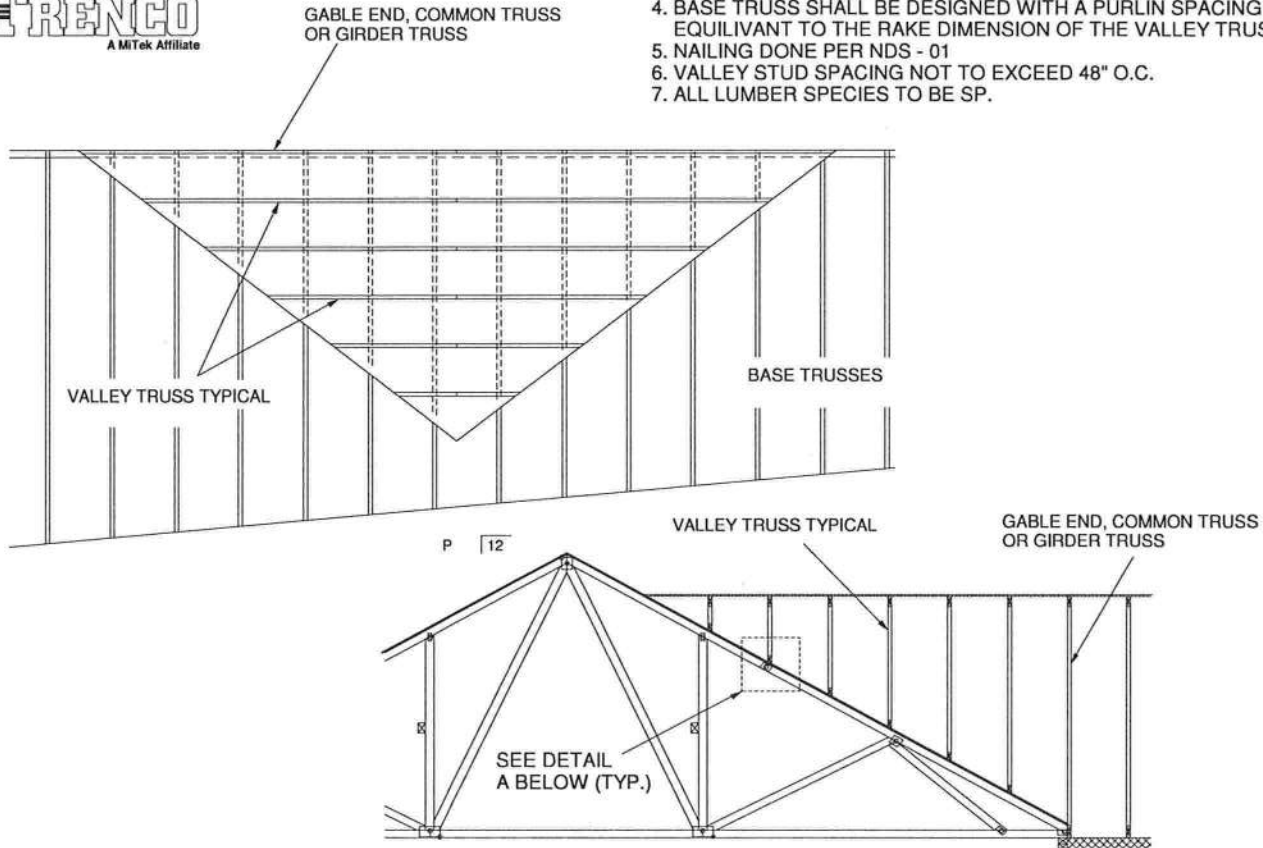 TRENCO
A MiTek Affiliate
GABLE END, COMMON TRUSS
OR GIRDER TRUSS
4. BASE TRUSS SHALL BE DESIGNED WITH A PURLIN SPACING
EQUILIVANT TO THE RAKE DIMENSION OF THE VALLEY TRUS
5. NAILING DONE PER NDS - 01
6. VALLEY STUD SPACING NOT TO EXCEED 48" O.C.
7. ALL LUMBER SPECIES TO BE SP.
VALLEY TRUSS TYPICAL
BASE TRUSSES
P 12
VALLEY TRUSS TYPICAL
GABLE END, COMMON TRUSS
OR GIRDER TRUSS
SEE DETAIL
A BELOW (TYP.)